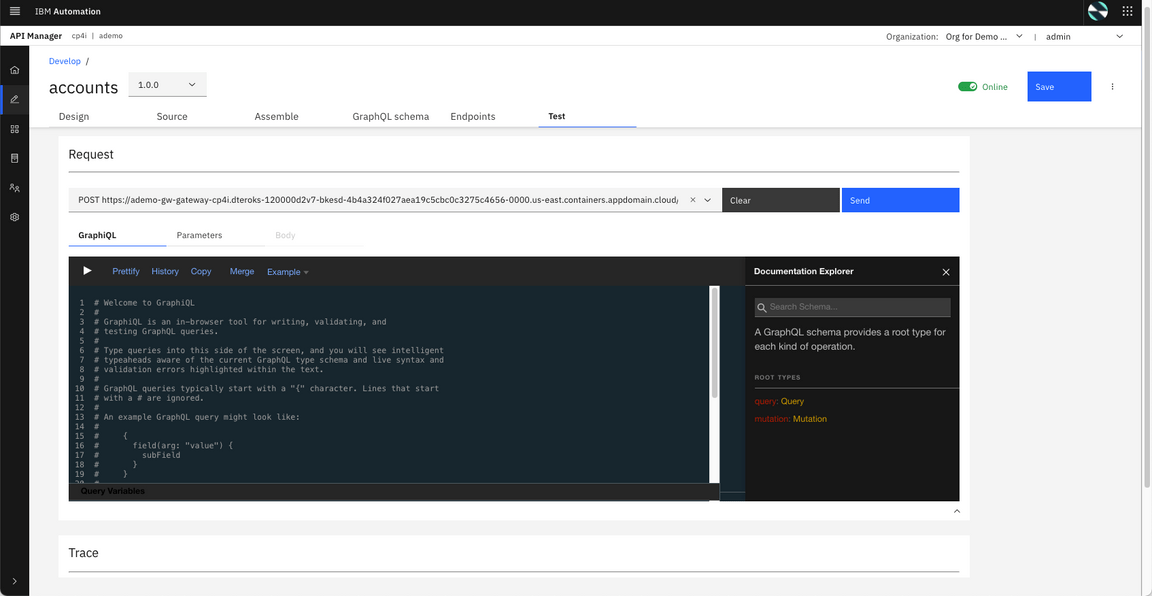 IBM Automation
API Manager cp4i | ademo Organization: Org for Demo ... | admin
Develop /
accounts 1.0.0 Online Save
Design Source Assemble GraphQL schema Endpoints Test
Request
POST https://ademo-gw-gateway-cp4i.dteroks-120000d2v7-bkesd-4b4a324f027aea19c5cbc0c3275c4656-0000.us-east.containers.appdomain.cloud/ Clear Send
GraphiQL Parameters Body
Prettify History Copy Merge Example
1 # Welcome to GraphiQL
2 #
3 # GraphiQL is an in-browser tool for writing, validating, and
4 # testing GraphQL queries.
5 #
6 # Type queries into this side of the screen, and you will see intelligent
7 # typeaheads aware of the current GraphQL type schema and live syntax and
8 # validation errors highlighted within the text.
9 #
10 # GraphQL queries typically start with a "{" character. Lines that start
11 # with a # are ignored.
12 #
13 # An example GraphQL query might look like:
14 #
15 # {
16 # field(arg: "value") {
17 # subField
18 # }
19 # }
20 #
Query Variables
Documentation Explorer
Search Schema...
A GraphQL schema provides a root type for
each kind of operation.
ROOT TYPES
query: Query
mutation: Mutation
Trace